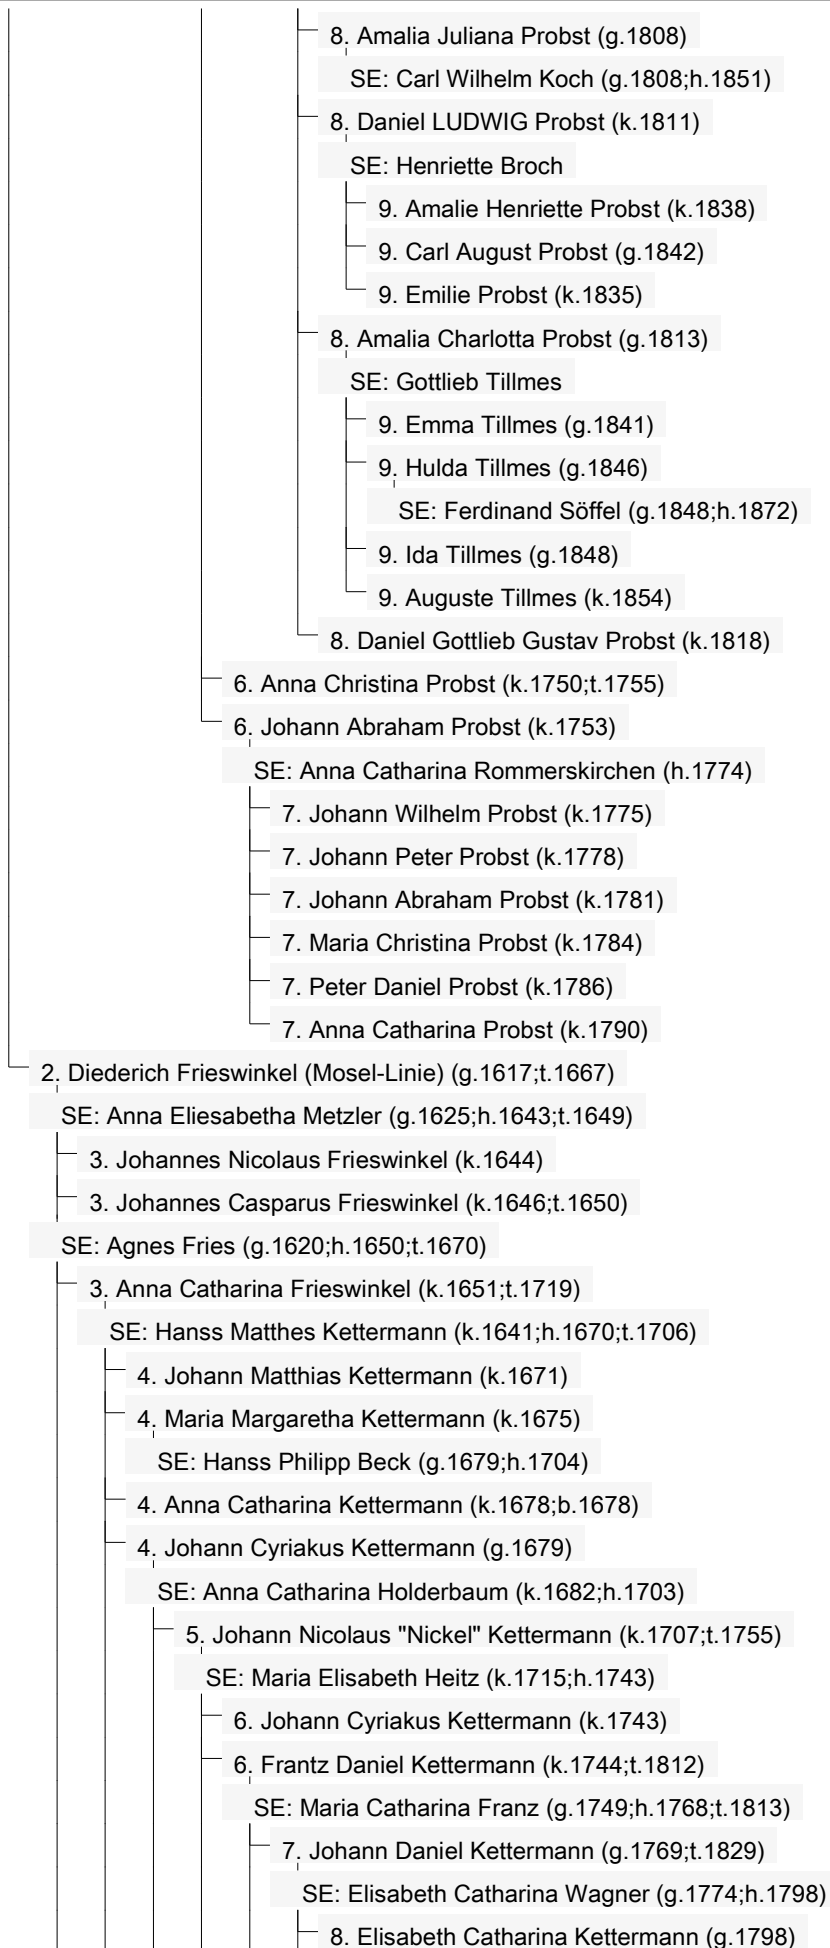 8. Amalia Juliana Probst (g.1808)
SE: Carl Wilhelm Koch (g.1808;h.1851)
8. Daniel LUDWIG Probst (k.1811)
SE: Henriette Broch
9. Amalie Henriette Probst (k.1838)
9. Carl August Probst (g.1842)
9. Emilie Probst (k.1835)
8. Amalia Charlotta Probst (g.1813)
SE: Gottlieb Tillmes
9. Emma Tillmes (g.1841)
9. Hulda Tillmes (g.1846)
SE: Ferdinand Söffel (g.1848;h.1872)
9. Ida Tillmes (g.1848)
9. Auguste Tillmes (k.1854)
8. Daniel Gottlieb Gustav Probst (k.1818)
6. Anna Christina Probst (k.1750;t.1755)
6. Johann Abraham Probst (k.1753)
SE: Anna Catharina Rommerskirchen (h.1774)
7. Johann Wilhelm Probst (k.1775)
7. Johann Peter Probst (k.1778)
7. Johann Abraham Probst (k.1781)
7. Maria Christina Probst (k.1784)
7. Peter Daniel Probst (k.1786)
7. Anna Catharina Probst (k.1790)
2. Diederich Frieswinkel (Mosel-Linie) (g.1617;t.1667)
SE: Anna Eliesabetha Metzler (g.1625;h.1643;t.1649)
3. Johannes Nicolaus Frieswinkel (k.1644)
3. Johannes Casparus Frieswinkel (k.1646;t.1650)
SE: Agnes Fries (g.1620;h.1650;t.1670)
3. Anna Catharina Frieswinkel (k.1651;t.1719)
SE: Hanss Matthes Kettermann (k.1641;h.1670;t.1706)
4. Johann Matthias Kettermann (k.1671)
4. Maria Margaretha Kettermann (k.1675)
SE: Hanss Philipp Beck (g.1679;h.1704)
4. Anna Catharina Kettermann (k.1678;b.1678)
4. Johann Cyriakus Kettermann (g.1679)
SE: Anna Catharina Holderbaum (k.1682;h.1703)
5. Johann Nicolaus "Nickel" Kettermann (k.1707;t.1755)
SE: Maria Elisabeth Heitz (k.1715;h.1743)
6. Johann Cyriakus Kettermann (k.1743)
6. Frantz Daniel Kettermann (k.1744;t.1812)
SE: Maria Catharina Franz (g.1749;h.1768;t.1813)
7. Johann Daniel Kettermann (g.1769;t.1829)
SE: Elisabeth Catharina Wagner (g.1774;h.1798)
8. Elisabeth Catharina Kettermann (g.1798)